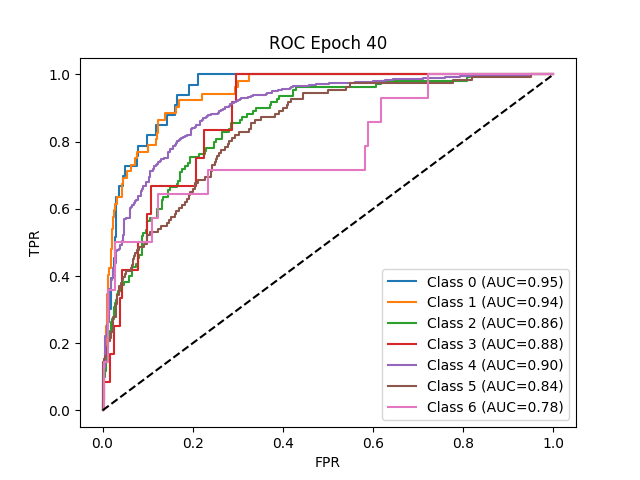 ROC Epoch 40
TPR
1.0
0.8
0.6
0.4
0.2
0.0
Class 0 (AUC=0.95)
Class 1 (AUC=0.94)
Class 2 (AUC=0.86)
Class 3 (AUC=0.88)
Class 4 (AUC=0.90)
Class 5 (AUC=0.84)
Class 6 (AUC=0.78)
0.0 0.2 0.4 0.6 0.8 1.0
FPR